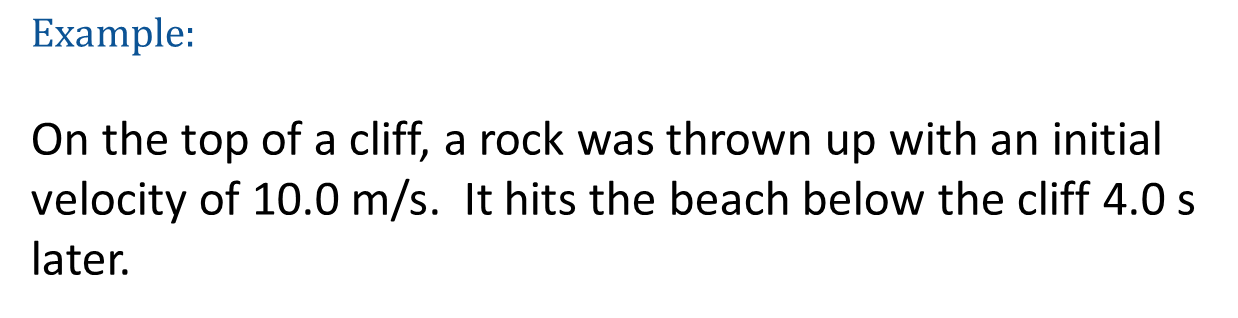 Example:
On the top of a cliff, a rock was thrown up with an initial
velocity of 10.0 m/s.  It hits the beach below the cliff 4.0 s
later.